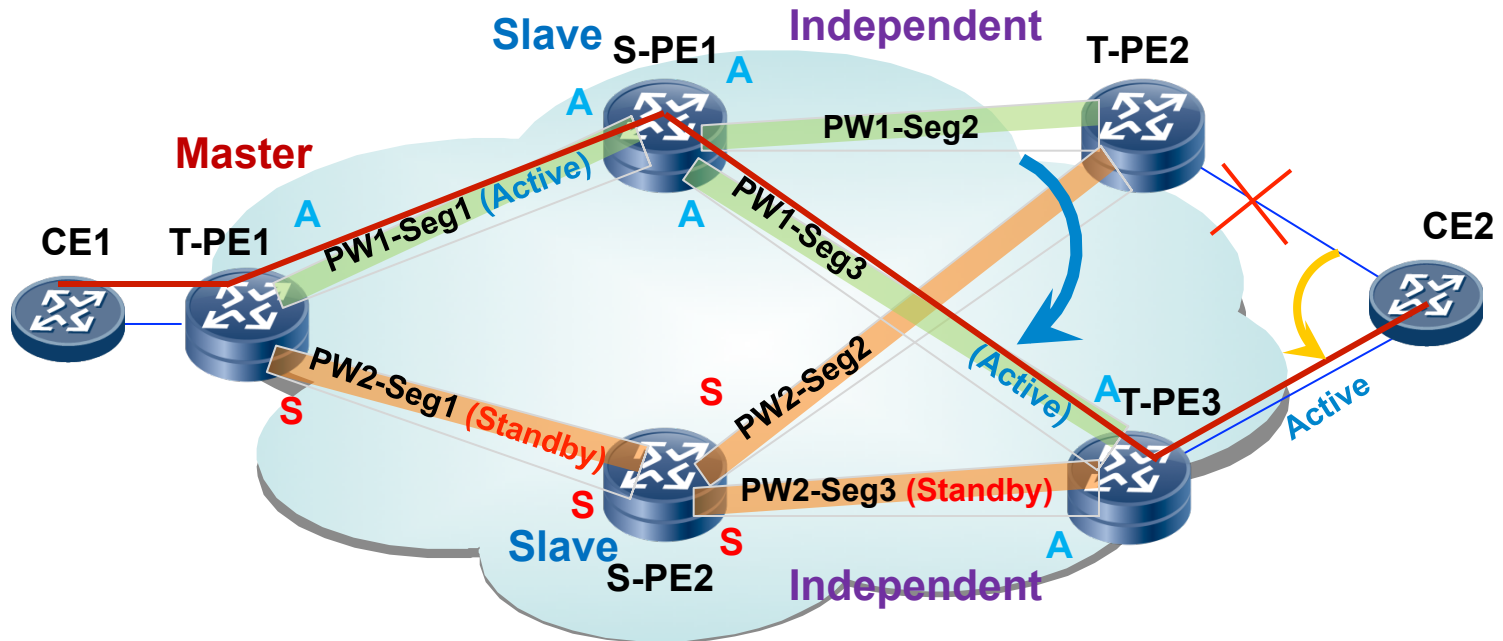 Independent
Slave
S-PE1
T-PE2
A
A
PW1-Seg2
Master
PW1-Seg1 (Active)
A
A
PW1-Seg3
(Active)
CE1
T-PE1
CE2
PW2-Seg1 (Standby)
S
S
PW2-Seg2
A
T-PE3
Active
PW2-Seg3 (Standby)
S
S
A
Slave
S-PE2
Independent